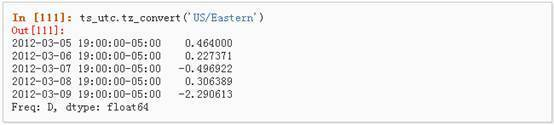 In [111]: ts_utc.tz_convert('US/Eastern')
Out[111]:
2012-03-05 19:00:00-05:00    0.464000
2012-03-06 19:00:00-05:00    0.227371
2012-03-07 19:00:00-05:00   -0.496922
2012-03-08 19:00:00-05:00    0.306389
2012-03-09 19:00:00-05:00   -2.290613
Freq: D, dtype: float64